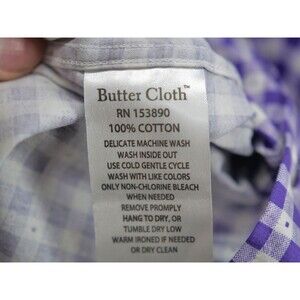 Butter Cloth™
RN 153890
100% COTTON
DELICATE MACHINE WASH
WASH INSIDE OUT
USE COLD GENTLE CYCLE
WASH WITH LIKE COLORS
ONLY NON-CHLORINE BLEACH
WHEN NEEDED
REMOVE PROMPLY
HANG TO DRY, OR
TUMBLE DRY LOW
WARM IRONED IF NEEDED
OR DRY CLEAN